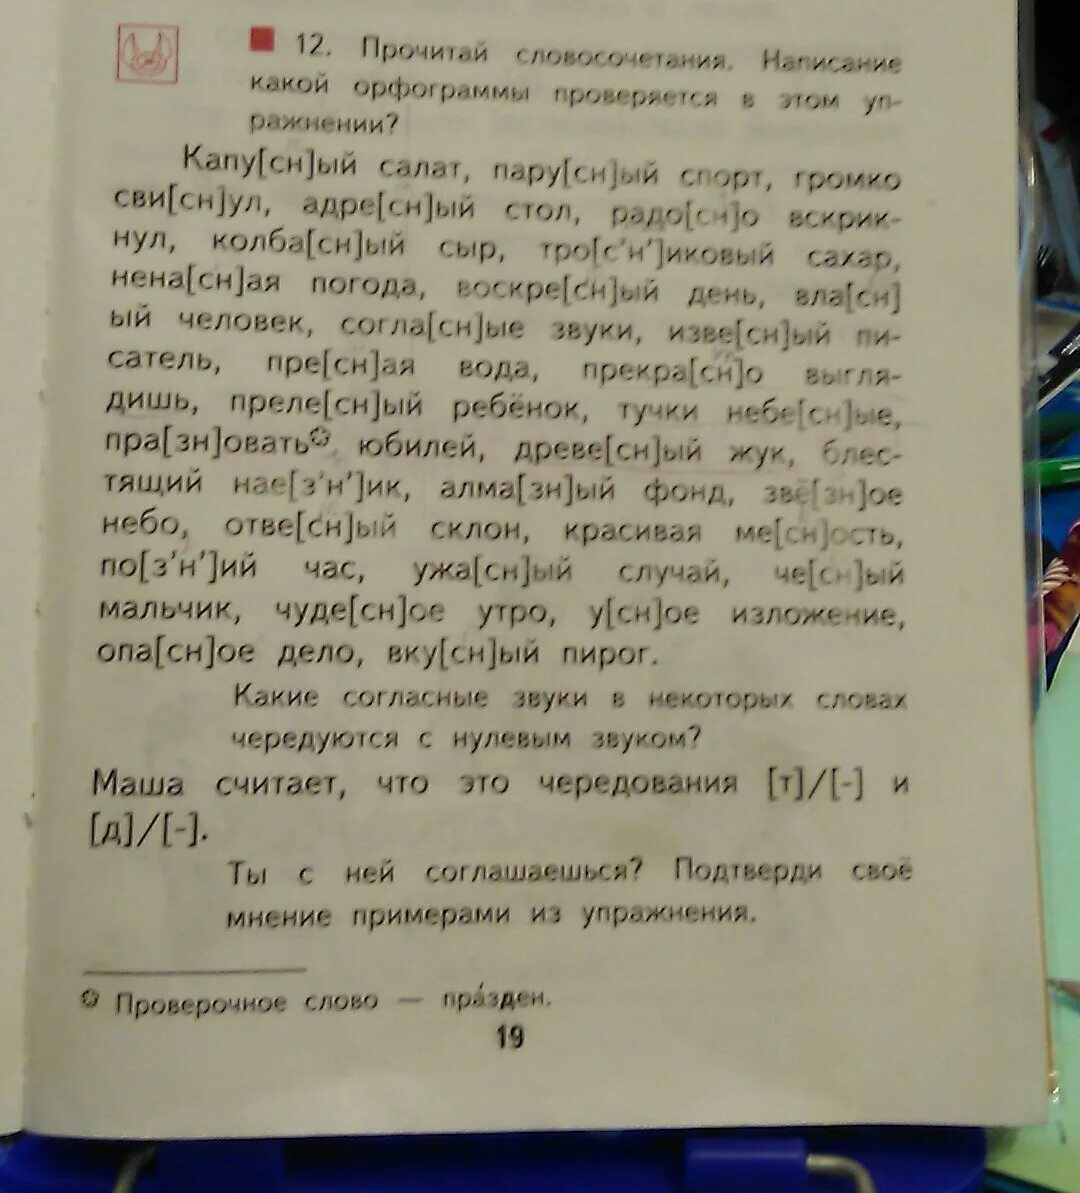 12. Прочитай словосочетания. Написание
какой орфограммы проверяется в этом уп-
ражнении?
Капу[сн]ый салат, пару[сн]ый спорт, громко
сви[сн]ул, адре[сн]ый стол, радо[сн]о вскрик-
нул, колба[сн]ый сыр, тро[с'н']иковый сахар,
нена[сн]ая погода, воскре[сн]ый день, вла[сн]
ый человек, согла[сн]ые звуки, изве[сн]ый пи-
сатель, пре[сн]ая вода, прекра[сн]о выгля-
дишь, преле[сн]ый ребёнок, тучки небе[сн]ые,
пра[зн]овать, юбилей, древе[сн]ый жук, блес-
тящий нае[з'н']ик, алма[зн]ый фонд, звё[зн]ое
небо, отве[сн]ый склон, красивая ме[сн]ость,
по[з'н']ий час, ужа[сн]ый случай, че[сн]ый
мальчик, чуде[сн]ое утро, у[сн]ое изложение,
опа[сн]ое дело, вку[сн]ый пирог.
Какие согласные звуки в некоторых словах
чередуются с нулевым звуком?
Маша считает, что это чередования [т]/[-] и
[д]/[-].
Ты с ней соглашаешься? Подтверди своё
мнение примерами из упражнения.
Проверочное слово — пра́зден.
19